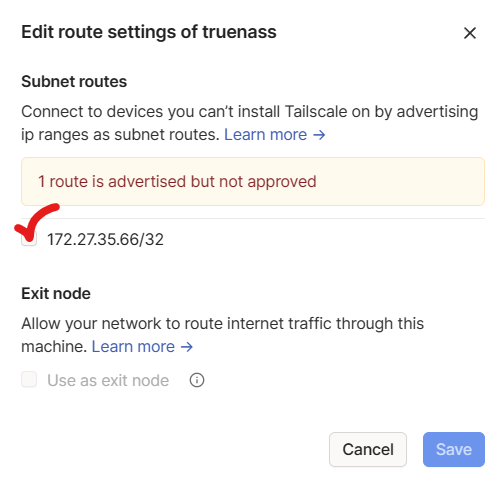 Edit route settings of truenass
Subnet routes
Connect to devices you can’t install Tailscale on by advertising
ip ranges as subnet routes. Learn more →
1 route is advertised but not approved
172.27.35.66/32
Exit node
Allow your network to route internet traffic through this
machine. Learn more →
Use as exit node
Cancel
Save